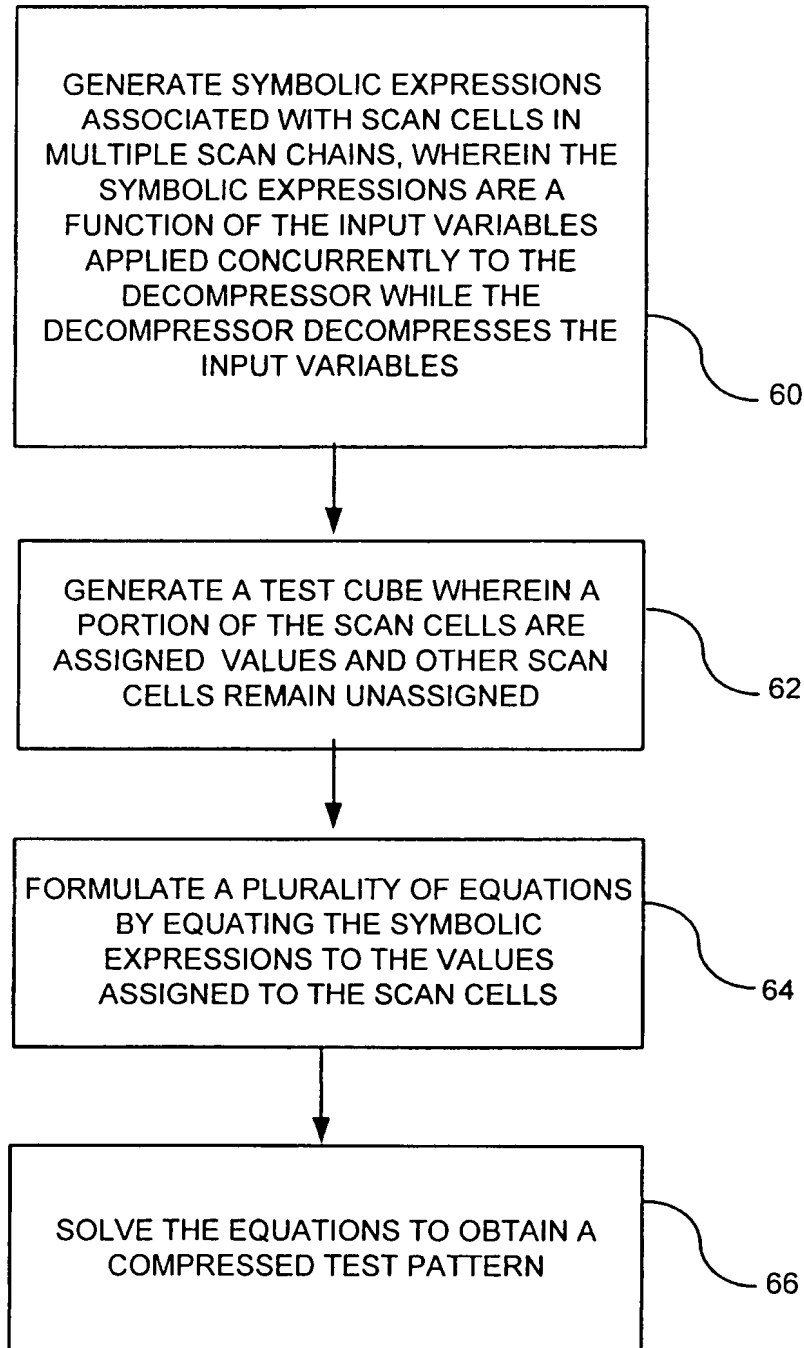 GENERATE SYMBOLIC EXPRESSIONS
ASSOCIATED WITH SCAN CELLS IN
MULTIPLE SCAN CHAINS, WHEREIN THE
SYMBOLIC EXPRESSIONS ARE A
FUNCTION OF THE INPUT VARIABLES
APPLIED CONCURRENTLY TO THE
DECOMPRESSOR WHILE THE
DECOMPRESSOR DECOMPRESSES THE
INPUT VARIABLES
60
GENERATE A TEST CUBE WHEREIN A
PORTION OF THE SCAN CELLS ARE
ASSIGNED VALUES AND OTHER SCAN
CELLS REMAIN UNASSIGNED.
62
FORMULATE A PLURALITY OF EQUATIONS
BY EQUATING THE SYMBOLIC
EXPRESSIONS TO THE VALUES
ASSIGNED TO THE SCAN CELLS
64
SOLVE THE EQUATIONS TO OBTAIN A
COMPRESSED TEST PATTERN
66